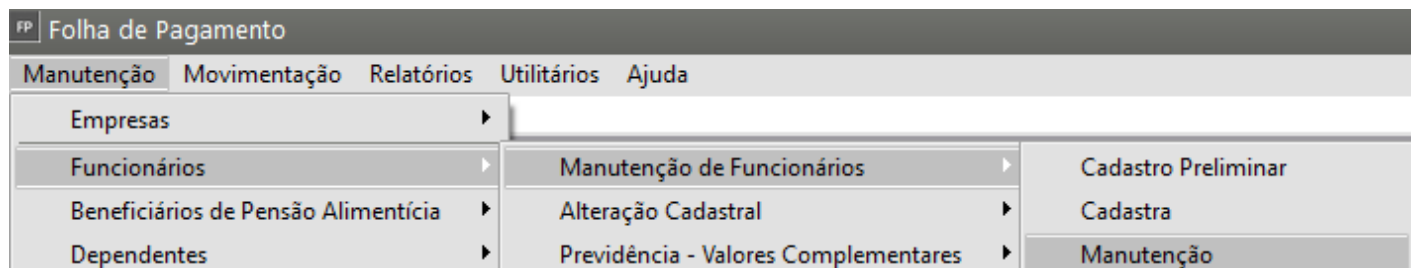 FP Folha de Pagamento
Manutenção Movimentação Relatórios Utilitários Ajuda
Empresas
Funcionários Manutenção de Funcionários Cadastro Preliminar
Beneficiários de Pensão Alimentícia Alteração Cadastral Cadastra
Dependentes Previdência - Valores Complementares Manutenção